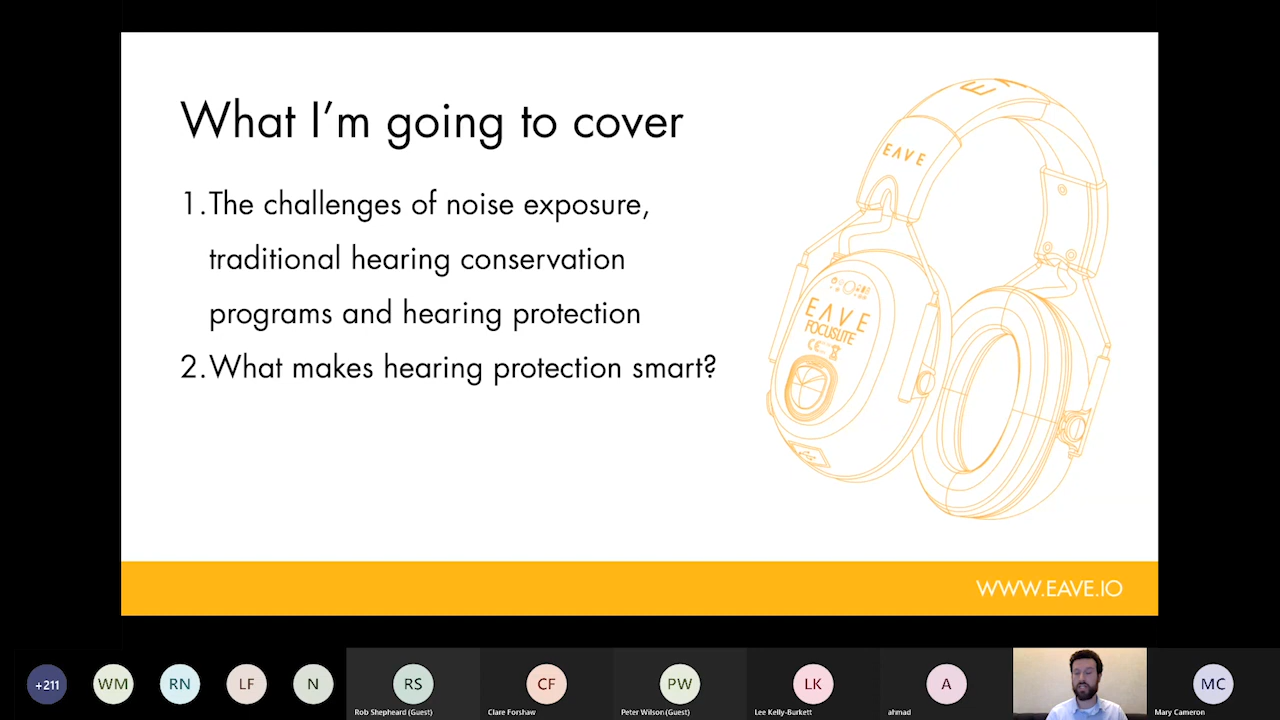 What I'm going to cover
1. The challenges of noise exposure,
traditional hearing conservation
programs and hearing protection
2. What makes hearing protection smart?
EAVE
EAVE
FOCUSLITE
CE
WWW.EAVE.IO
+211
WM
RN
LF
N
RS
CF
PW
LK
A
MC
Rob Shepheard (Guest)
Clare Forshaw
Peter Wilson (Guest)
Lee Kelly-Burkett
ahmad
Mary Cameron